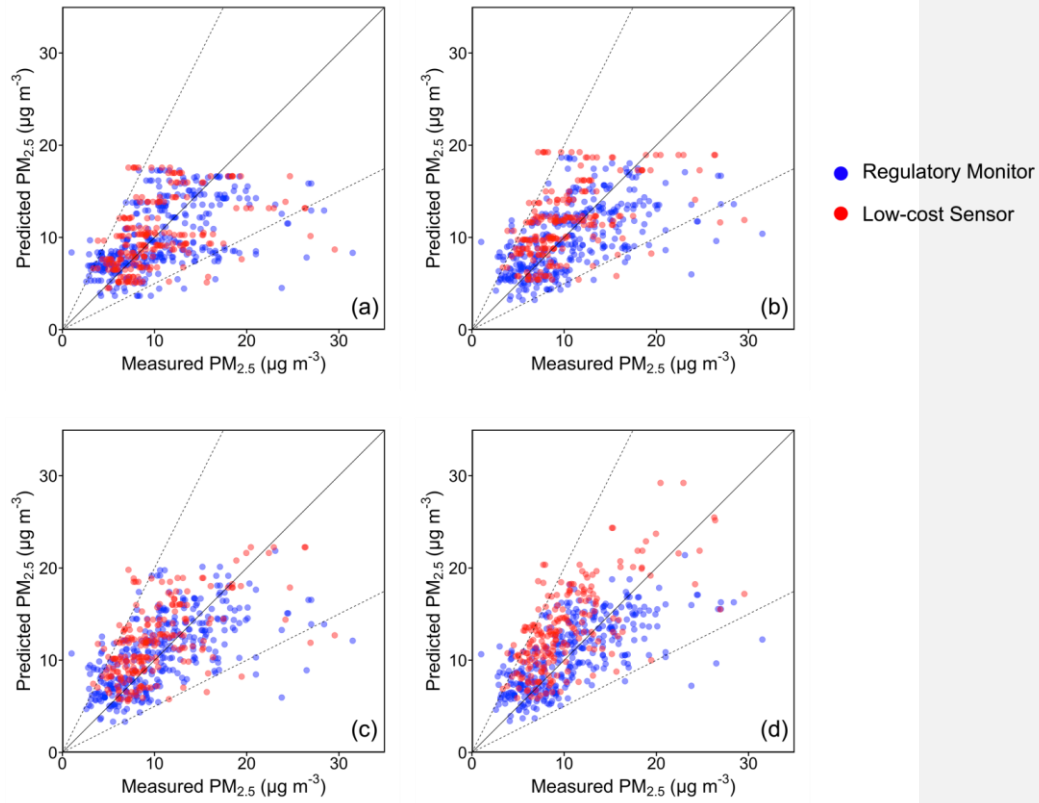 30
20
10
0
Predicted PM2.5 (µg m-3)
(a)
0 10 20 30
Measured PM2.5 (µg m-3)
30
20
10
0
Predicted PM2.5 (µg m-3)
(b)
0 10 20 30
Measured PM2.5 (µg m-3)
Regulatory Monitor
Low-cost Sensor
30
20
10
0
Predicted PM2.5 (µg m-3)
(c)
0 10 20 30
Measured PM2.5 (µg m-3)
30
20
10
0
Predicted PM2.5 (µg m-3)
(d)
0 10 20 30
Measured PM2.5 (µg m-3)